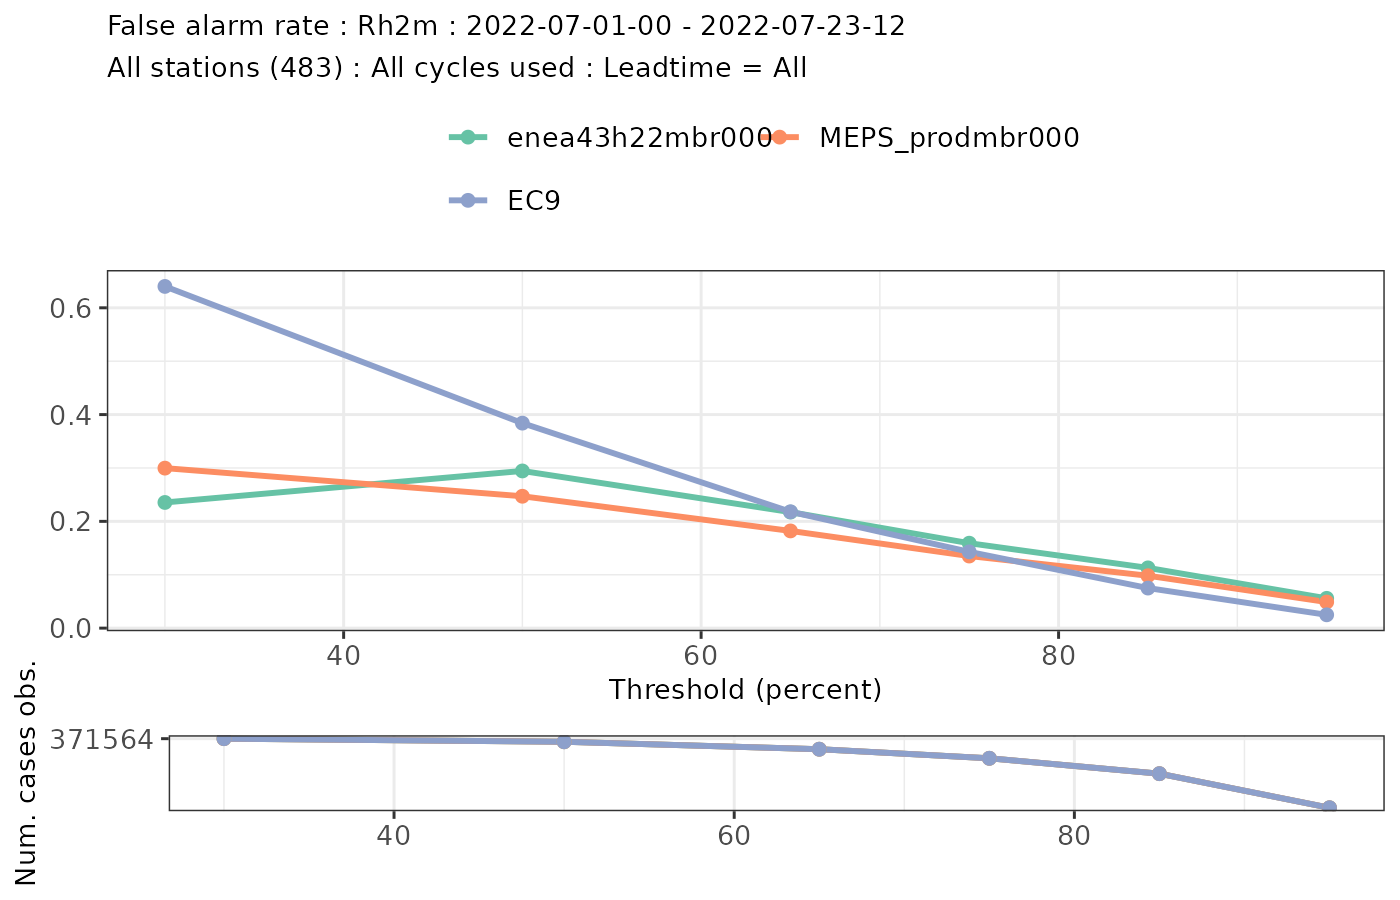 False alarm rate : Rh2m : 2022-07-01-00 - 2022-07-23-12
All stations (483) : All cycles used : Leadtime = All
enea43h22mbr000 MEPS_prodmbr000
EC9
0.6
0.4
0.2
0.0
40 60 80
Threshold (percent)
Num. cases obs.
371564
40 60 80